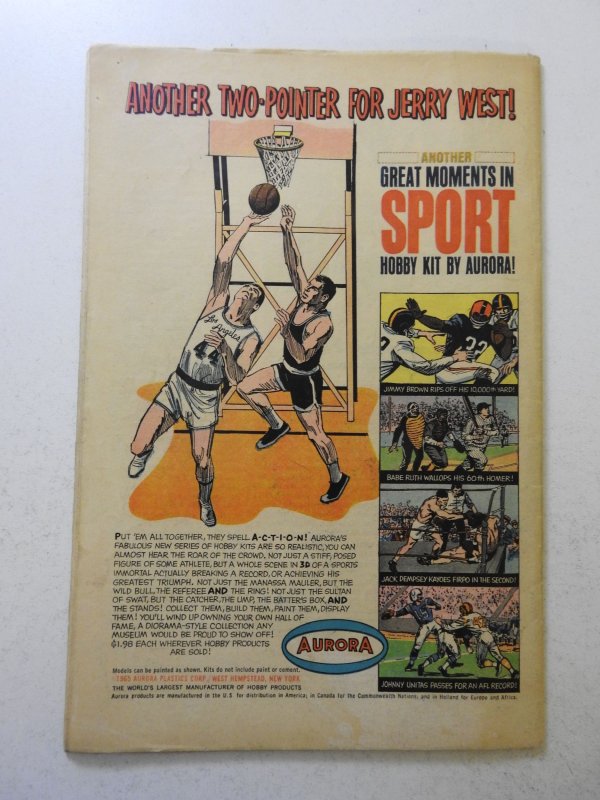 ANOTHER TWO-POINTER FOR JERRY WEST!
ANOTHER
GREAT MOMENTS IN
SPORT
HOBBY KIT BY AURORA!
Los Angeles
44
32
JIMMY BROWN RIPS OFF HIS 10,000TH YARD!
BABE RUTH WALLOPS HIS 60TH HOMER!
JACK DEMPSEY KAYOES FIRPO IN THE SECOND!
JOHNNY UNITAS PASSES FOR AN AFL RECORD!
PUT 'EM ALL TOGETHER, THEY SPELL A-C-T-I-O-N! AURORA'S
FABULOUS NEW SERIES OF HOBBY KITS ARE SO REALISTIC, YOU CAN
ALMOST HEAR THE ROAR OF THE CROWD. NOT JUST A STIFF, POSED
FIGURE OF SOME ATHLETE, BUT A WHOLE SCENE IN 3D OF A SPORTS
IMMORTAL ACTUALLY BREAKING A RECORD, OR ACHIEVING HIS
GREATEST TRIUMPH. NOT JUST THE MANASSA MAULER, BUT THE
WILD BULL, THE REFEREE AND THE RING! NOT JUST THE SULTAN
OF SWAT, BUT THE CATCHER, THE UMP, THE BATTER'S BOX, AND
THE STANDS! COLLECT THEM, BUILD THEM, PAINT THEM, DISPLAY
THEM! YOU'LL WIND UP OWNING YOUR OWN HALL OF
FAME, A DIORAMA-STYLE COLLECTION ANY
MUSEUM WOULD BE PROUD TO SHOW OFF!
$1.98 EACH WHEREVER HOBBY PRODUCTS
ARE SOLD!
AURORA
Models can be painted as shown. Kits do not include paint or cement.
©1965 AURORA PLASTICS CORP./WEST HEMPSTEAD, NEW YORK
THE WORLD'S LARGEST MANUFACTURER OF HOBBY PRODUCTS
Aurora products are manufactured in the U.S. for distribution in America; in Canada for the Commonwealth Nations; and in Holland for Europe and Africa.